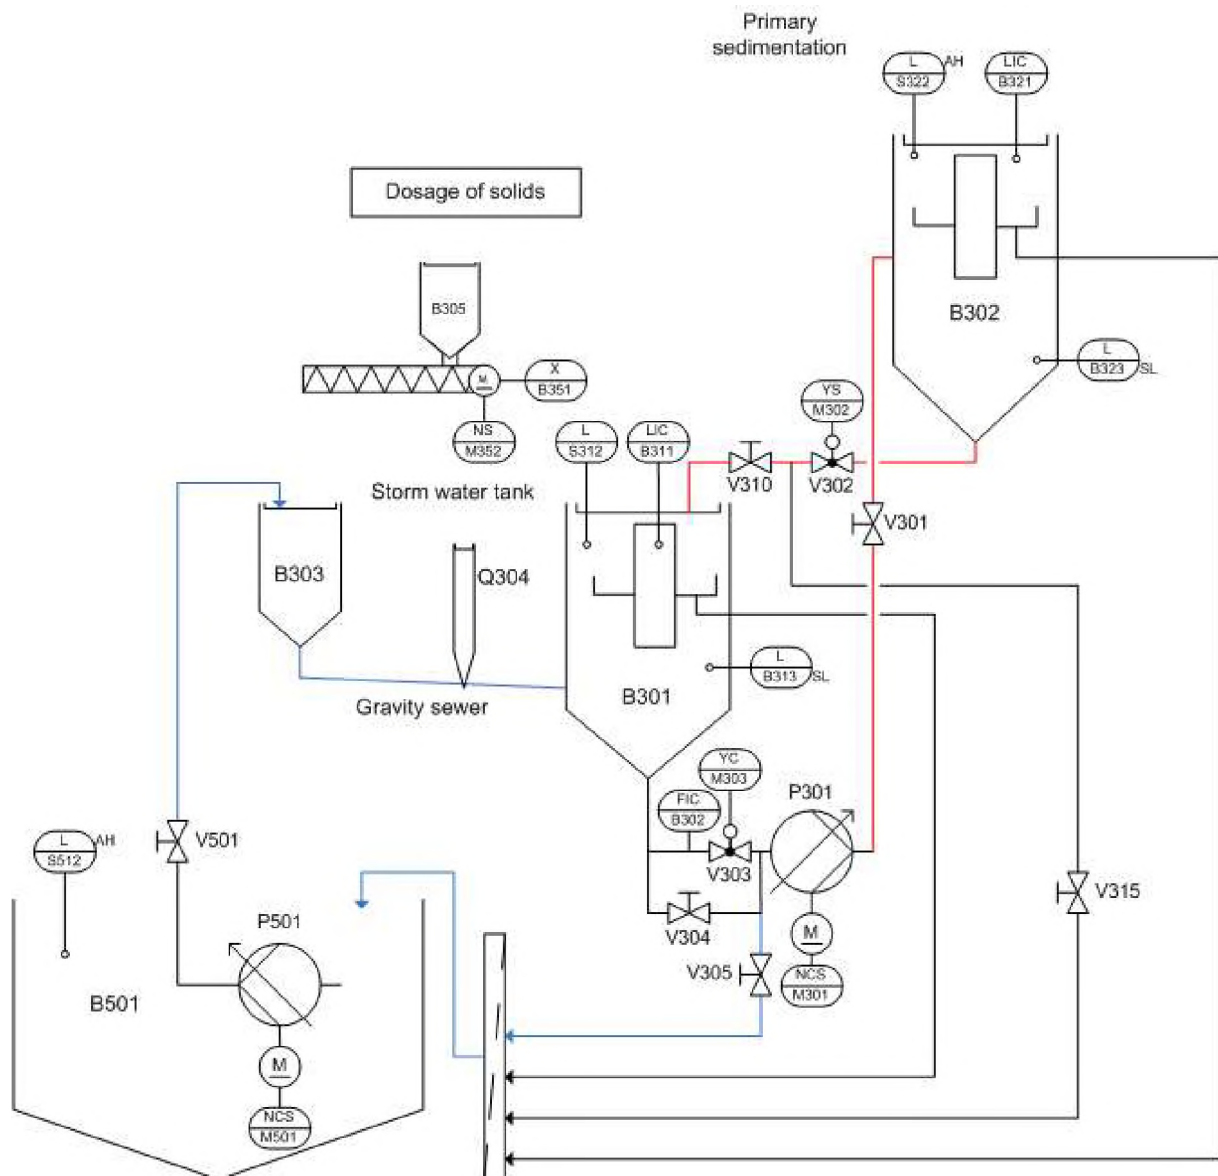 Primary
sedimentation
L
S322
AH
LIC
B321
Dosage of solids
B305
B302
L
B323
SL
M
X
B351
YS
M302
NS
M352
L
S312
LIC
B311
V310
V302
Storm water tank
V301
B303
Q304
L
B313
SL
B301
Gravity sewer
YC
M303
P301
FIC
B302
L
S512
AH
V501
V303
V315
P501
V304
M
V305
NCS
M301
B501
M
NCS
M501